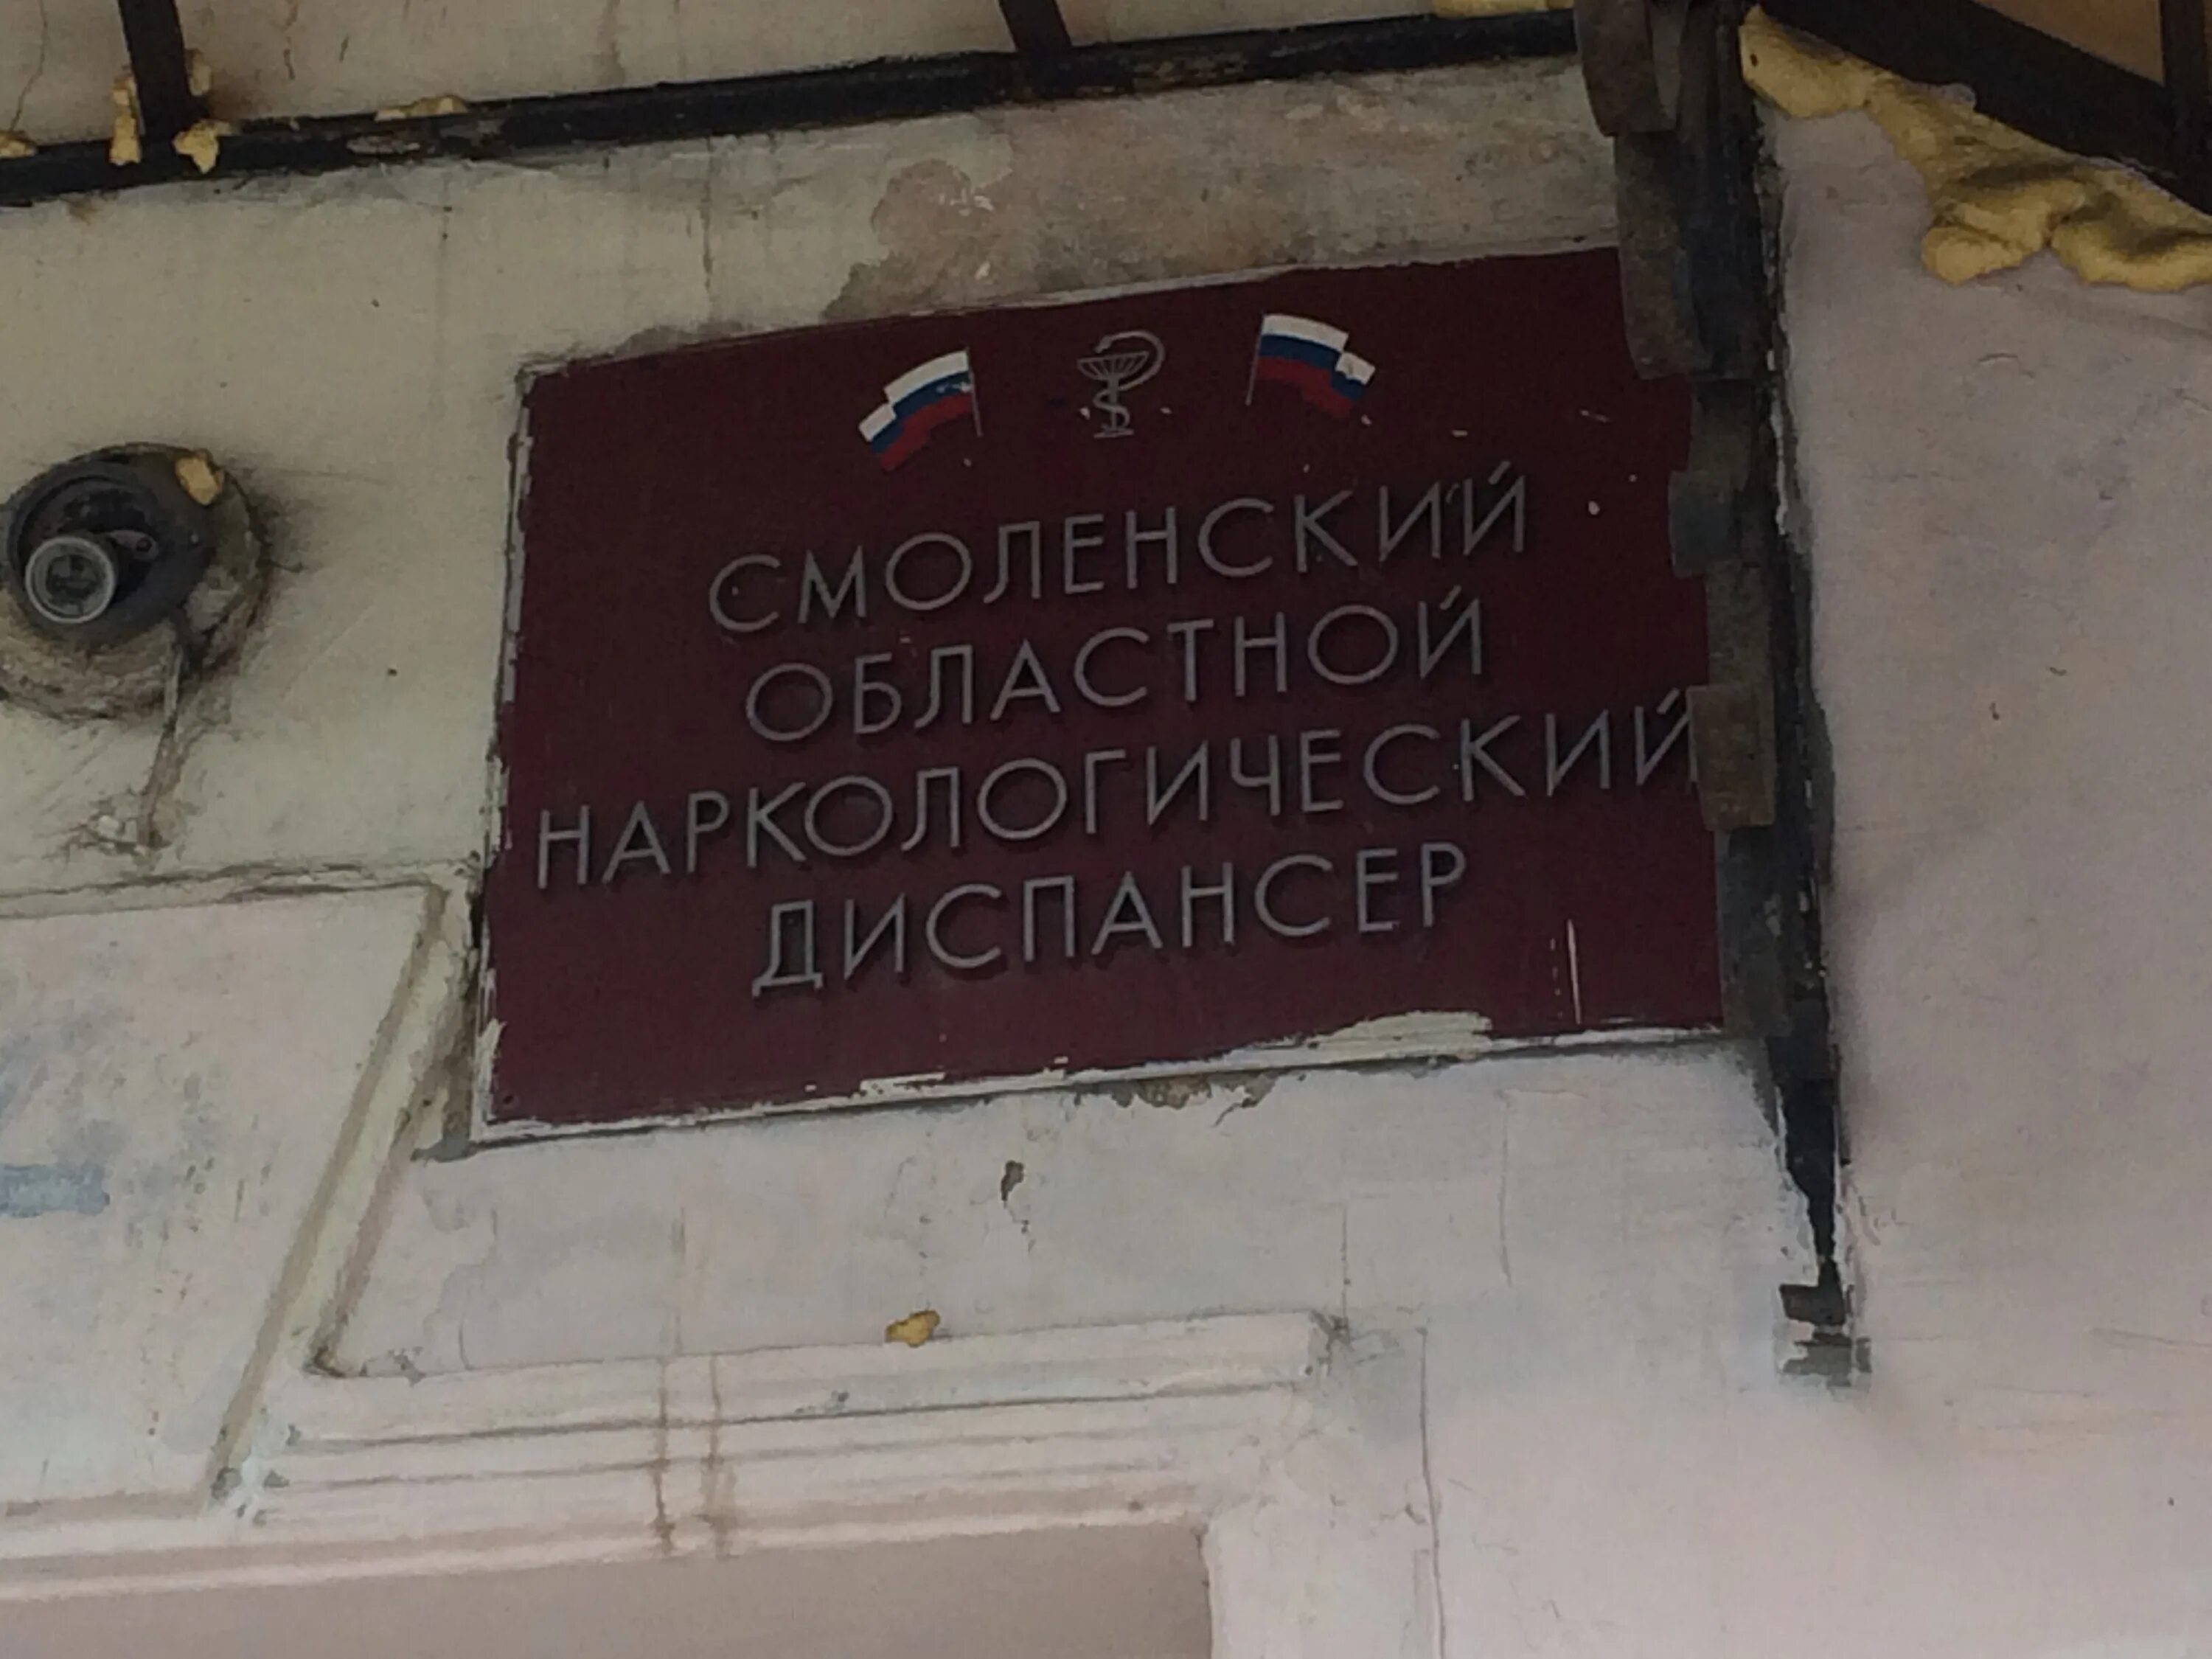 СМОЛЕНСКИЙ
ОБЛАСТНОЙ
НАРКОЛОГИЧЕСКИЙ
ДИСПАНСЕР